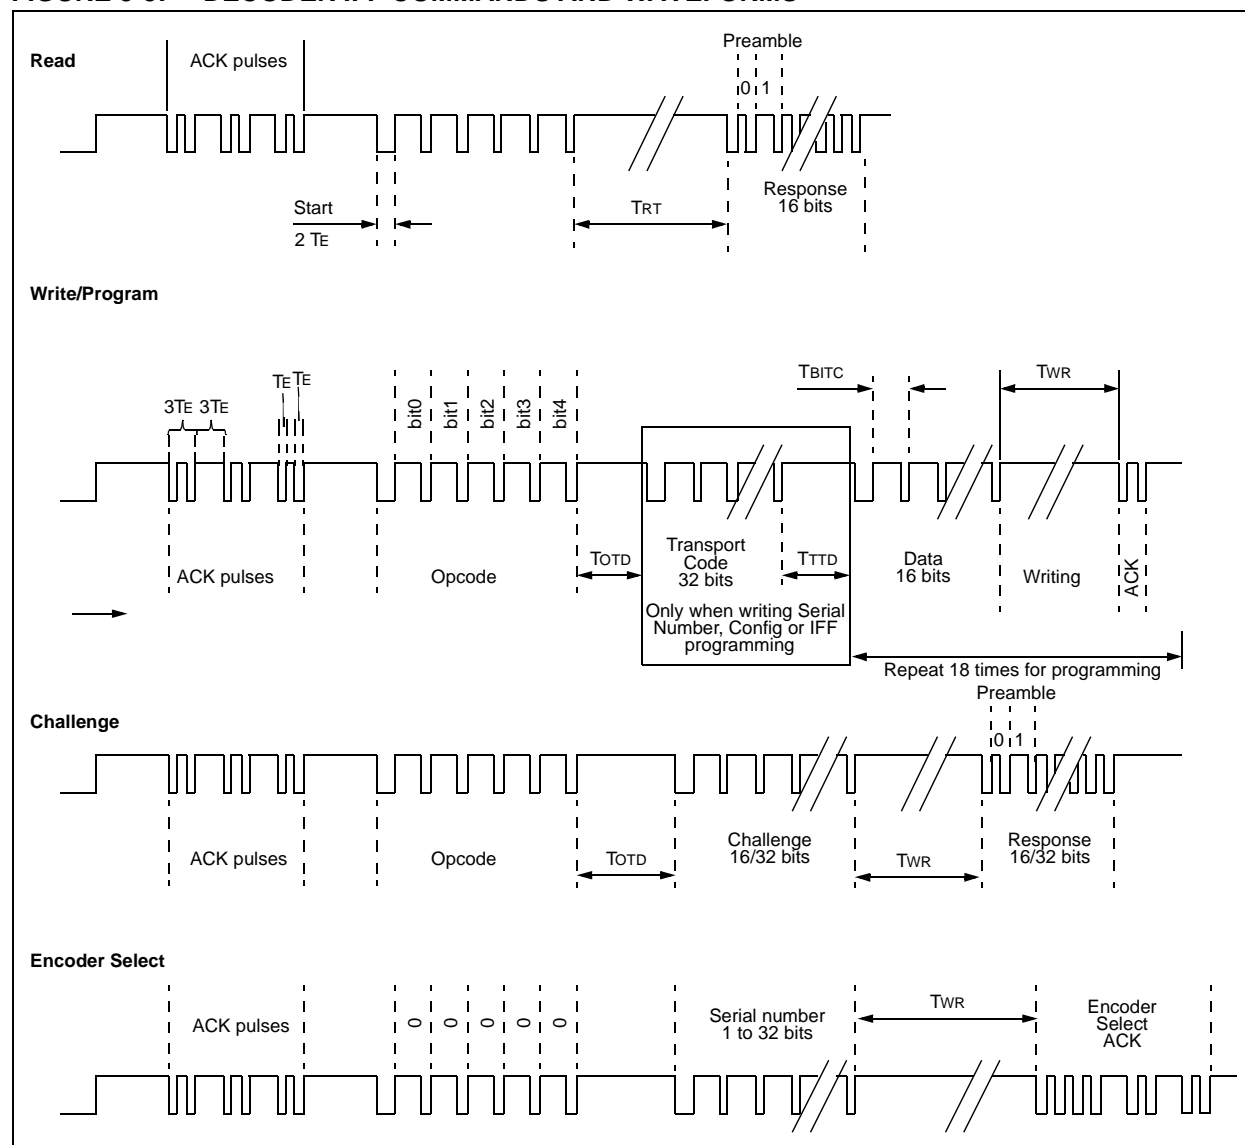 Preamble
Read
ACK pulses
0 1
Response
16 bits
Start
TRT
2 TE
Write/Program
TBITC
TWR
TE TE
3TE 3TE
bit0 bit1 bit2 bit3 bit4
TOTD
Transport
Code
32 bits
TTTD
Data
16 bits
ACK pulses
Opcode
Writing
ACK
Only when writing Serial
Number, Config or IFF
programming
Repeat 18 times for programming
Preamble
Challenge
0 1
ACK pulses
Opcode
TOTD
Challenge
16/32 bits
TWR
Response
16/32 bits
Encoder Select
ACK pulses
0 0 0 0 0
Serial number
1 to 32 bits
TWR
Encoder
Select
ACK